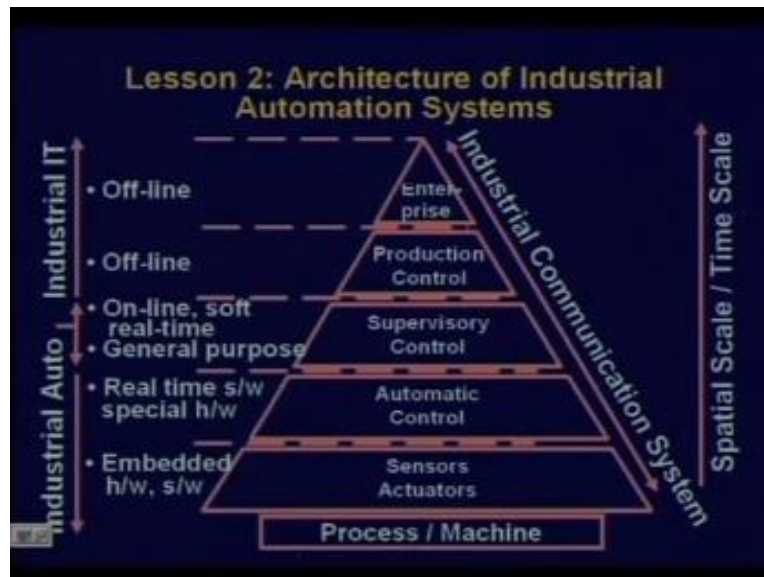 Lesson 2: Architecture of Industrial
Automation Systems
Industrial IT
Industrial Auto
• Off-line
• Off-line
• On-line, soft
real-time
• General purpose
• Real time s/w
special h/w
• Embedded
h/w, s/w
Enter-
prise
Production
Control
Supervisory
Control
Automatic
Control
Sensors
Actuators
Process / Machine
Industrial Communication System
Spatial Scale / Time Scale